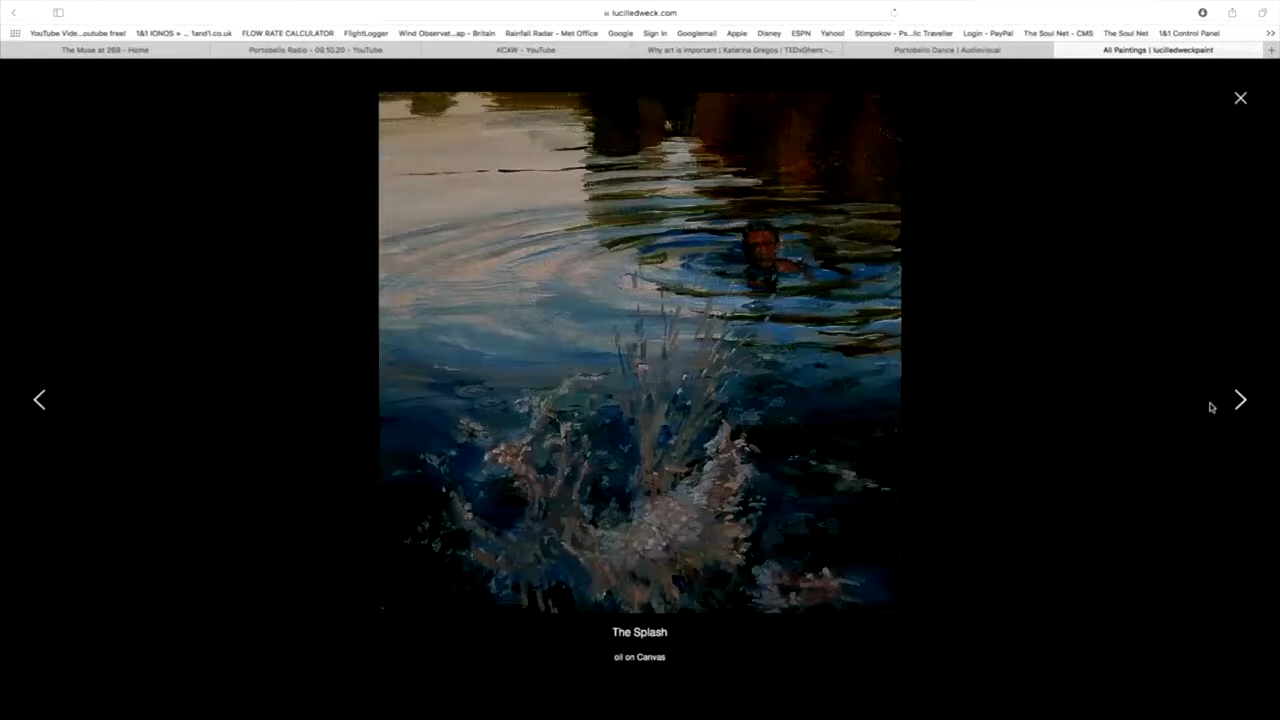 lucilledweck.com
YouTube Vide...outube free! 1&1 IONOS » ... 1and1.co.uk FLOW RATE CALCULATOR FlightLogger Wind Observat...ap - Britain Rainfall Radar - Met Office Google Sign In Googlemail Apple Disney ESPN Yahoo! Stimpskov - Ps...lic Traveller Login - PayPal The Soul Net - CMS The Soul Net 1&1 Control Panel >>
The Muse at 269 - Home Portobello Radio - 09.10.20 - YouTube KCAW - YouTube Why art is important | Katerina Gregos | TEDxGhent -... Portobello Dance | Audiovisual All Paintings | lucilledweckpaint
The Splash
oil on Canvas